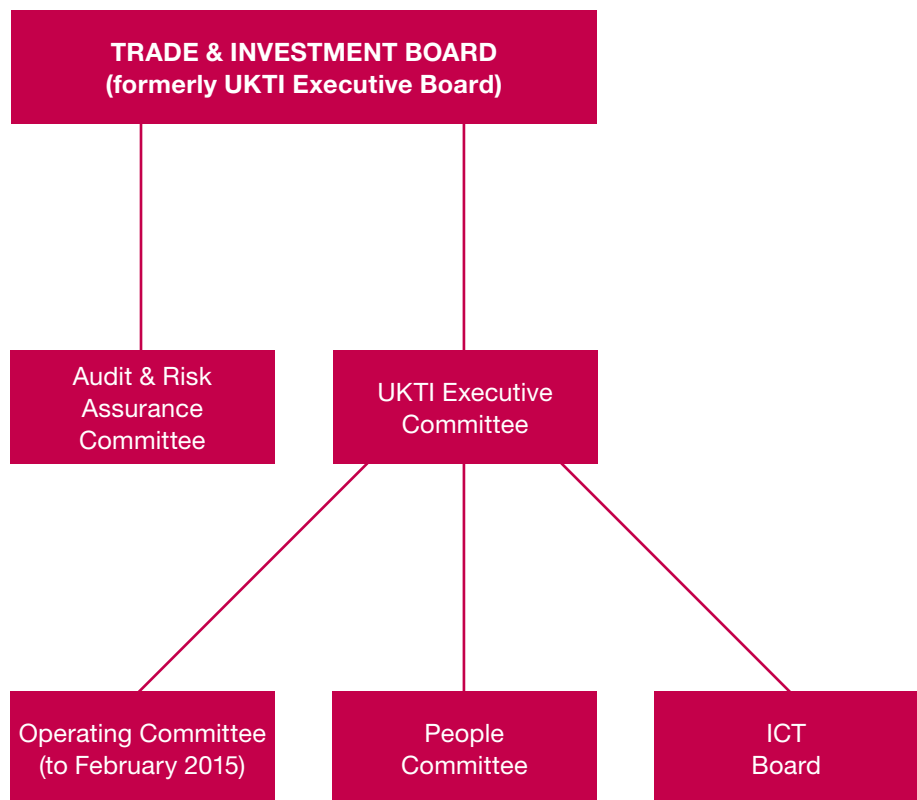 TRADE & INVESTMENT BOARD
(formerly UKTI Executive Board)
Audit & Risk
Assurance
Committee
UKTI Executive
Committee
Operating Committee
(to February 2015)
People
Committee
ICT
Board